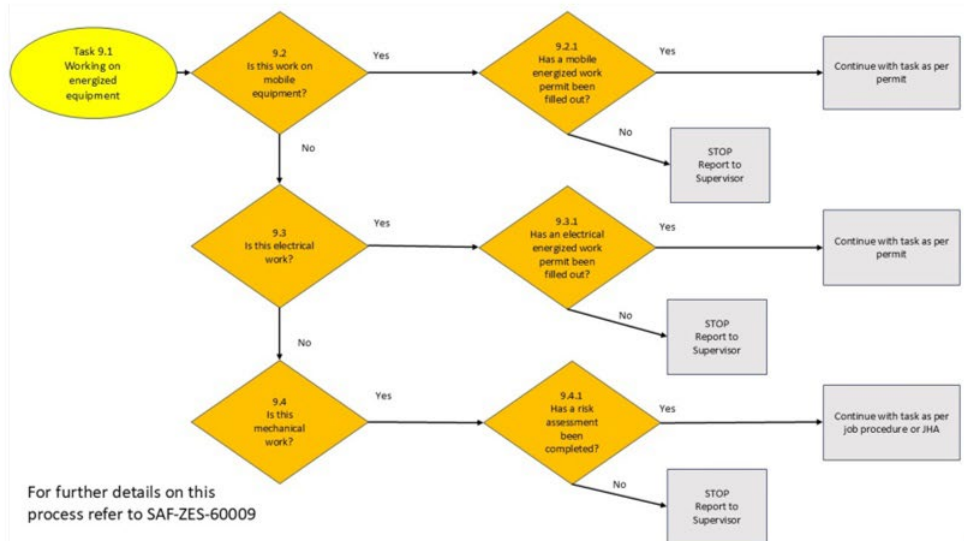 Task 9.1
Working on
energized
equipment
9.2
Is this work on
mobile
equipment?
Yes
9.2.1
Has a mobile
energized work
permit been
filled out?
Yes
Continue with task as per
permit
No
No
STOP
Report to
Supervisor
9.3
Is this electrical
work?
Yes
9.3.1
Has an electrical
energized work
permit been
filled out?
Yes
Continue with task as per
permit
No
No
STOP
Report to
Supervisor
9.4
Is this
mechanical
work?
Yes
9.4.1
Has a risk
assessment
been
completed?
Yes
Continue with task as per
job procedure or JHA
No
STOP
Report to
Supervisor
For further details on this
process refer to SAF-ZES-60009